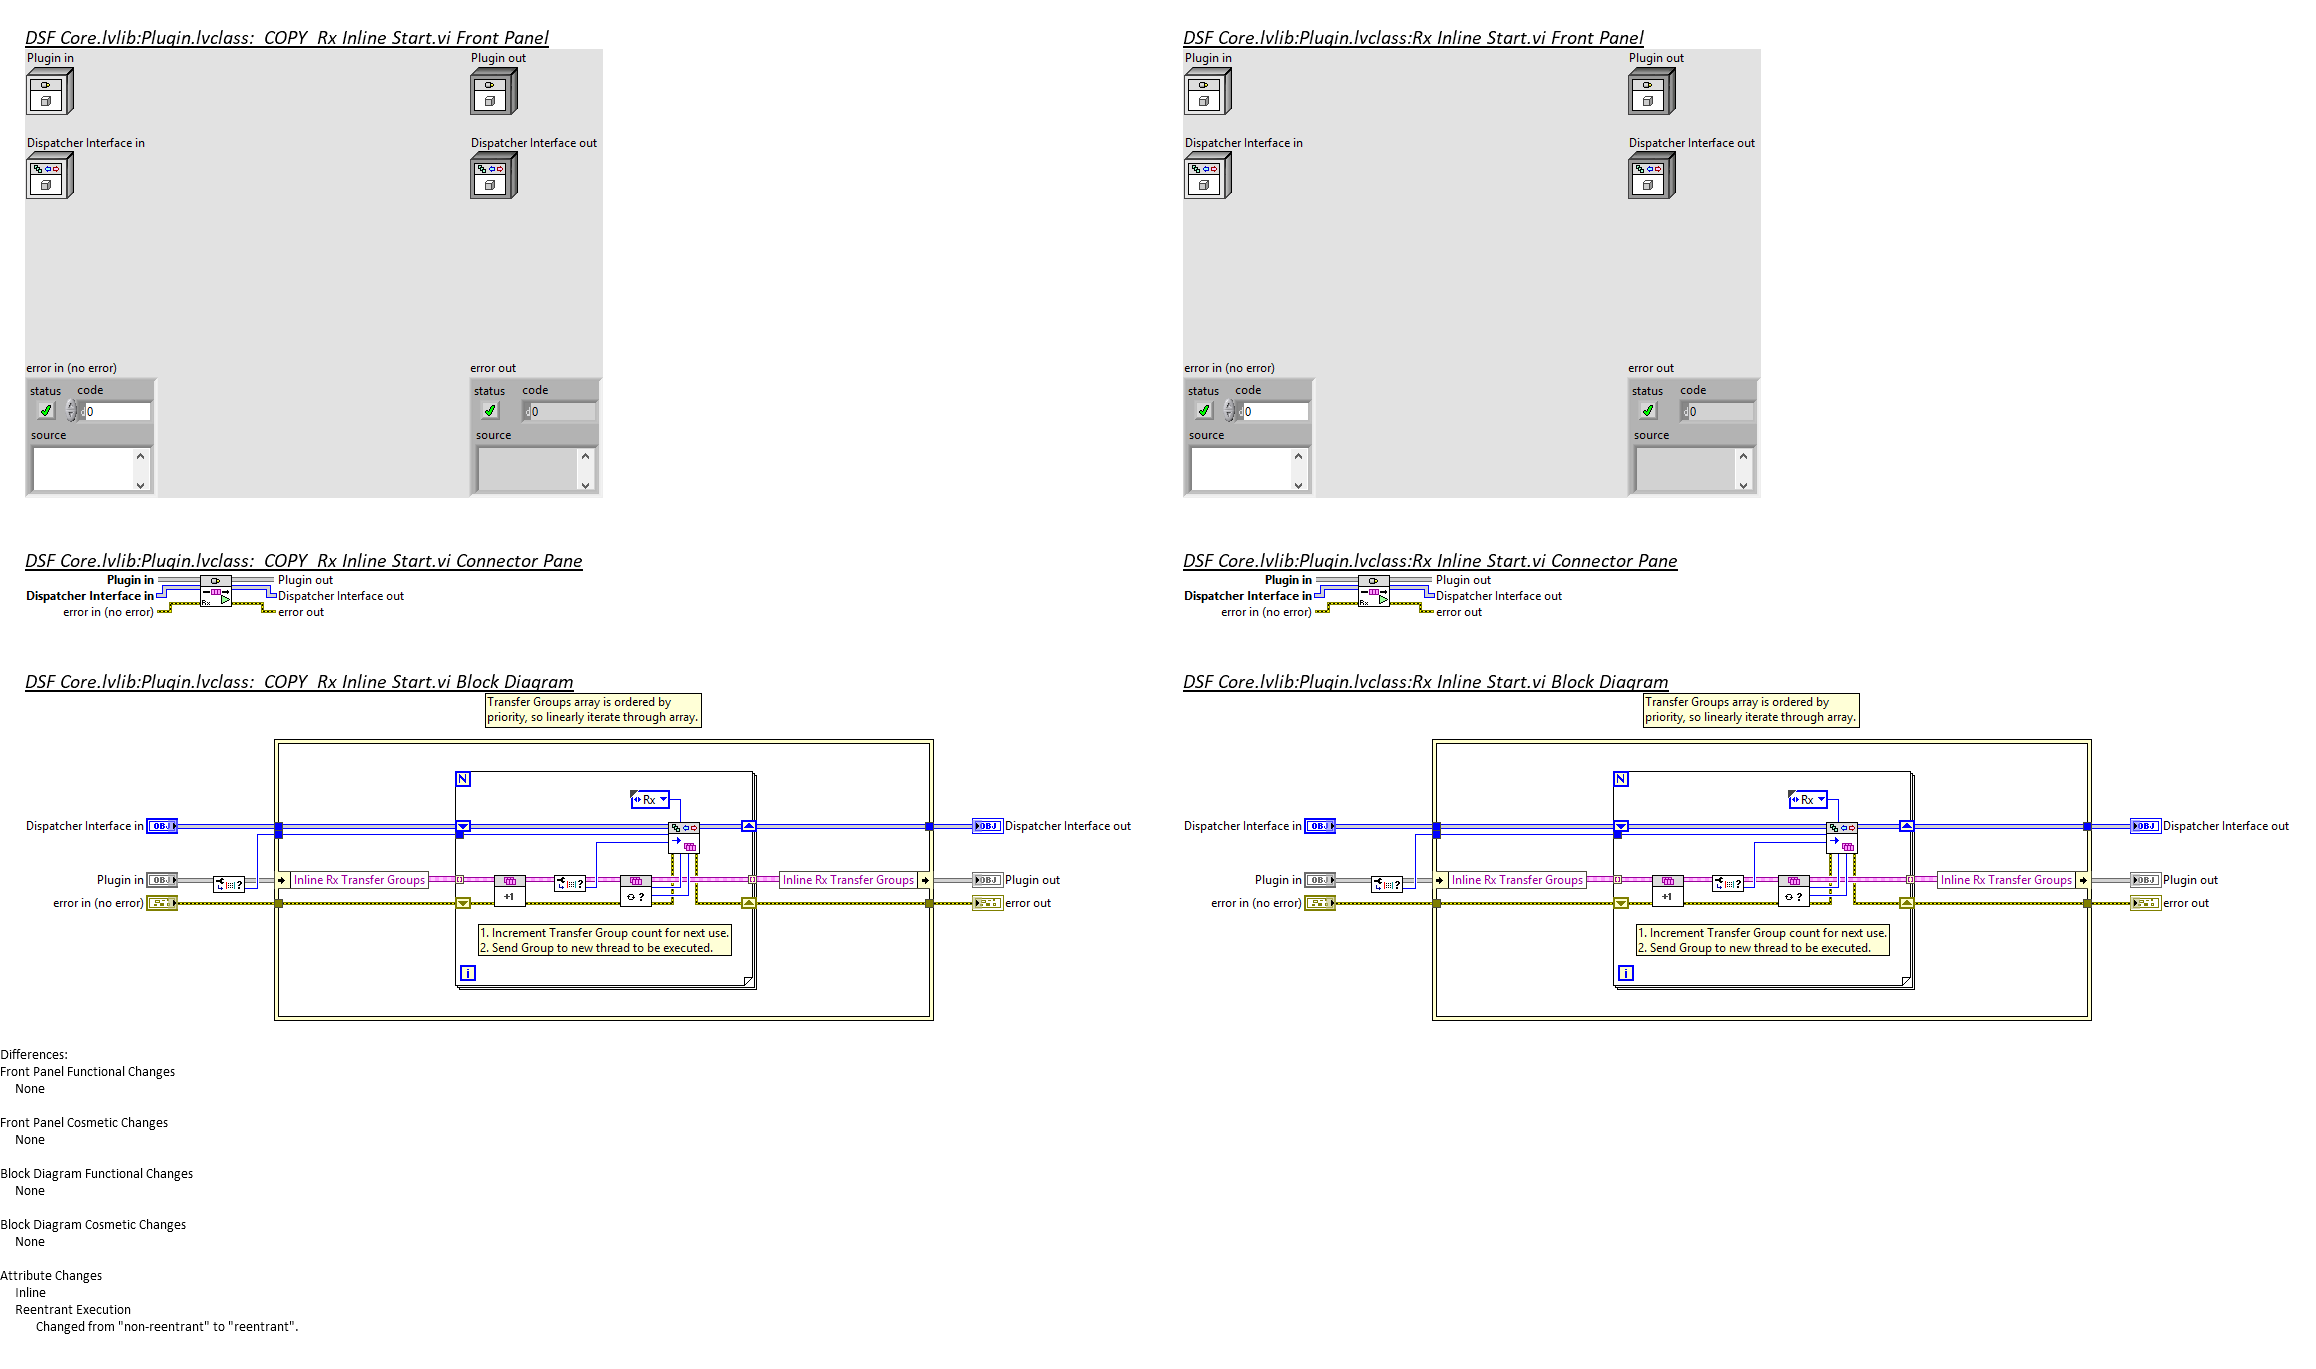 DSF Core.lvlib:Plugin.lvclass:_COPY_Rx Inline Start.vi Front Panel
Plugin in
Plugin out
Dispatcher Interface in
Dispatcher Interface out
error in (no error)
error out
status code
0
source
status code
0
source
DSF Core.lvlib:Plugin.lvclass:_COPY_Rx Inline Start.vi Connector Pane
Plugin in
Plugin out
Dispatcher Interface in
Dispatcher Interface out
error in (no error)
error out
Rx
DSF Core.lvlib:Plugin.lvclass:_COPY_Rx Inline Start.vi Block Diagram
Transfer Groups array is ordered by
priority, so linearly iterate through array.
N
Rx
Dispatcher Interface in
OBJ
OBJ
Dispatcher Interface out
Plugin in
OBJ
?
Inline Rx Transfer Groups
+1
?
?
Inline Rx Transfer Groups
OBJ
Plugin out
error in (no error)
error out
1. Increment Transfer Group count for next use.
2. Send Group to new thread to be executed.
i
DSF Core.lvlib:Plugin.lvclass:Rx Inline Start.vi Front Panel
Plugin in
Plugin out
Dispatcher Interface in
Dispatcher Interface out
error in (no error)
error out
status code
0
source
status code
0
source
DSF Core.lvlib:Plugin.lvclass:Rx Inline Start.vi Connector Pane
Plugin in
Plugin out
Dispatcher Interface in
Dispatcher Interface out
error in (no error)
error out
Rx
DSF Core.lvlib:Plugin.lvclass:Rx Inline Start.vi Block Diagram
Transfer Groups array is ordered by
priority, so linearly iterate through array.
N
Rx
Dispatcher Interface in
OBJ
OBJ
Dispatcher Interface out
Plugin in
OBJ
?
Inline Rx Transfer Groups
+1
?
?
Inline Rx Transfer Groups
OBJ
Plugin out
error in (no error)
error out
1. Increment Transfer Group count for next use.
2. Send Group to new thread to be executed.
i
Differences:
Front Panel Functional Changes
None
Front Panel Cosmetic Changes
None
Block Diagram Functional Changes
None
Block Diagram Cosmetic Changes
None
Attribute Changes
Inline
Reentrant Execution
Changed from "non-reentrant" to "reentrant".